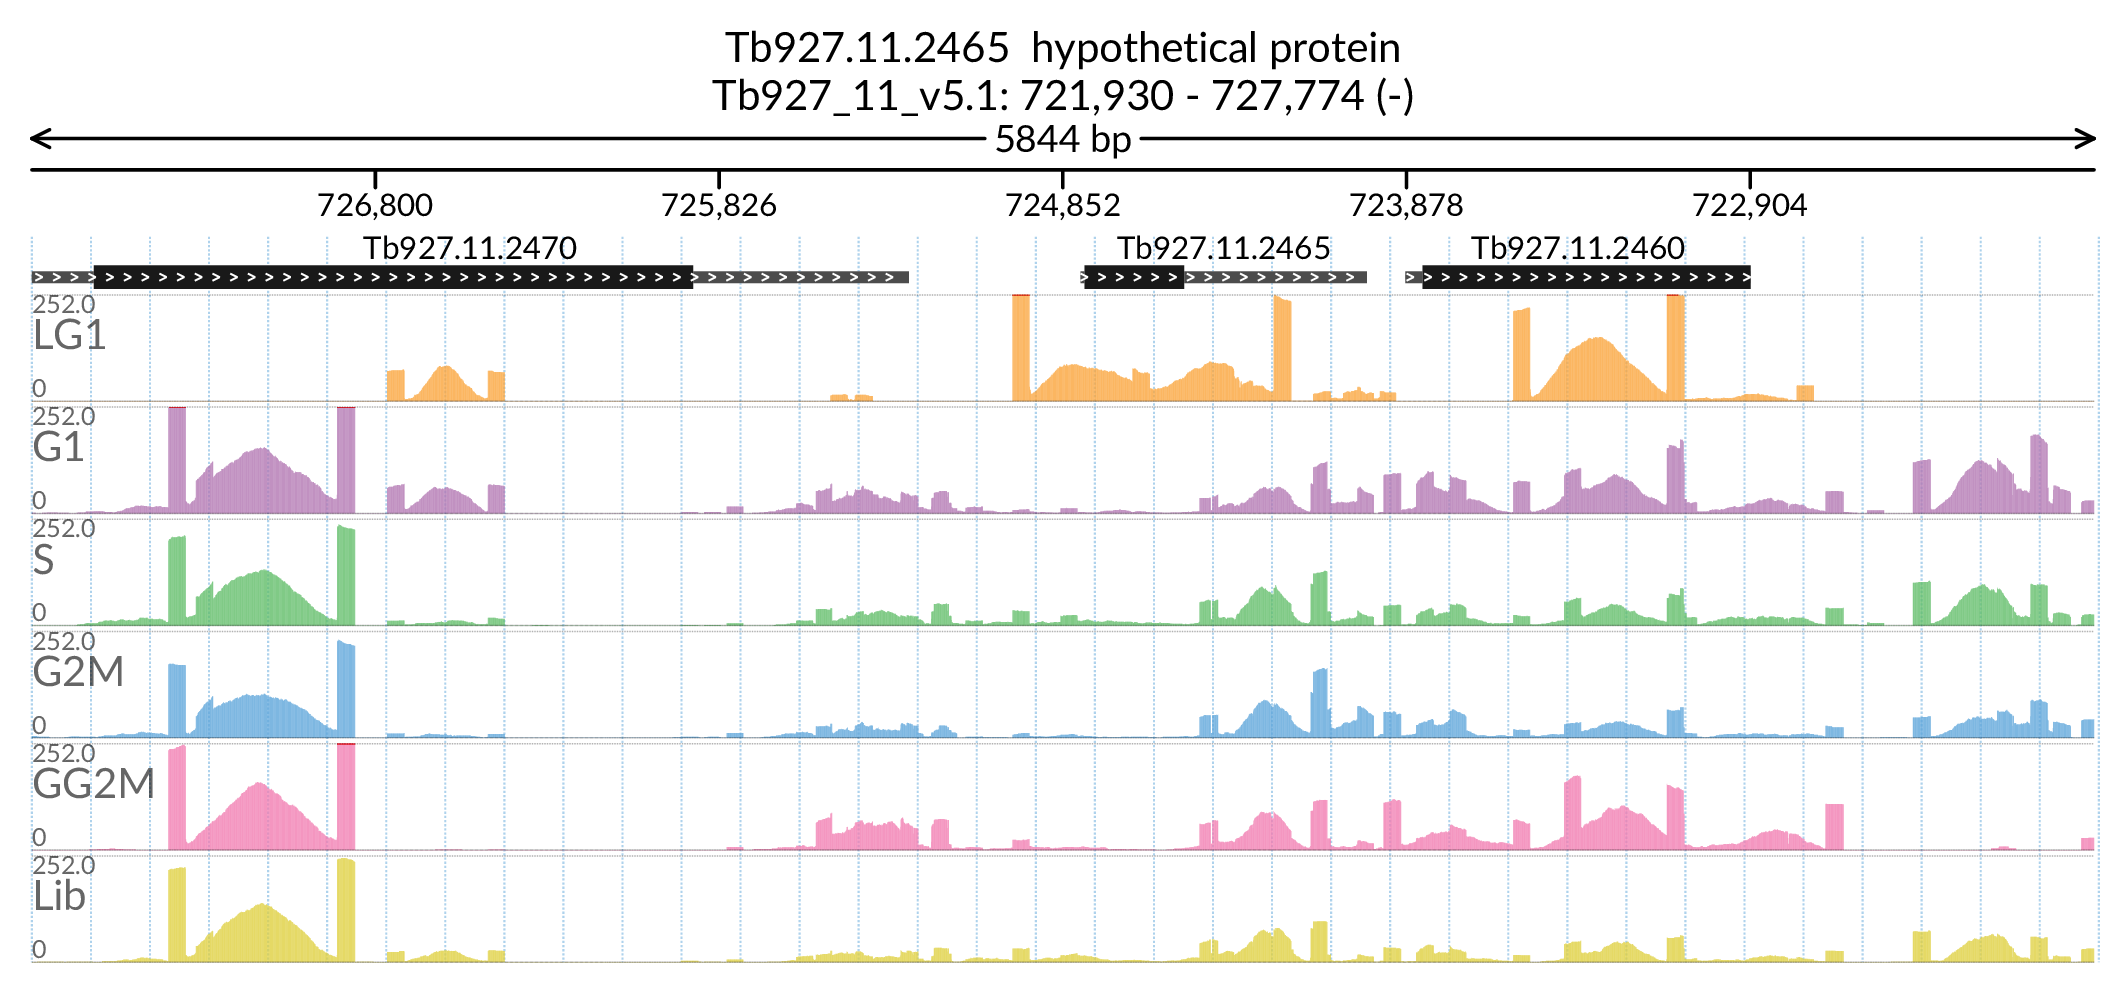 Tb927.11.2465 hypothetical protein
Tb927_11_v5.1: 721,930 - 727,774 (-)
5844 bp
726,800 725,826 724,852 723,878 722,904
Tb927.11.2470 Tb927.11.2465 Tb927.11.2460
252.0
LG1
0
252.0
G1
0
252.0
S
0
252.0
G2M
0
252.0
GG2M
0
252.0
Lib
0